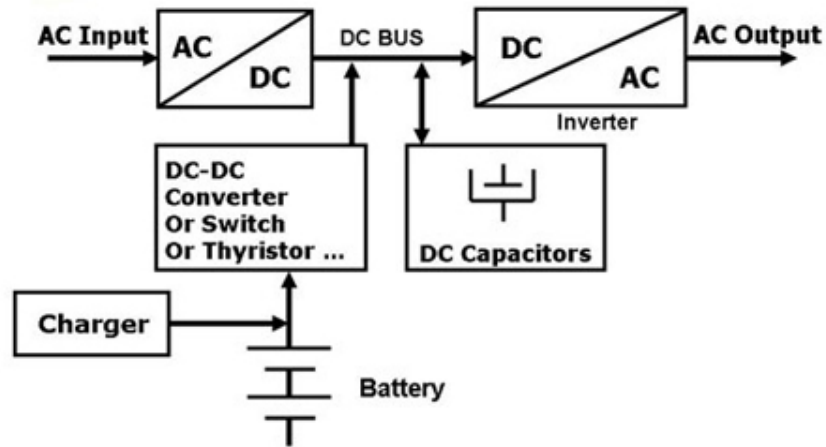 AC Input
AC
DC
DC BUS
DC
AC
AC Output
Inverter
DC-DC
Converter
Or Switch
Or Thyristor ...
DC Capacitors
Charger
Battery